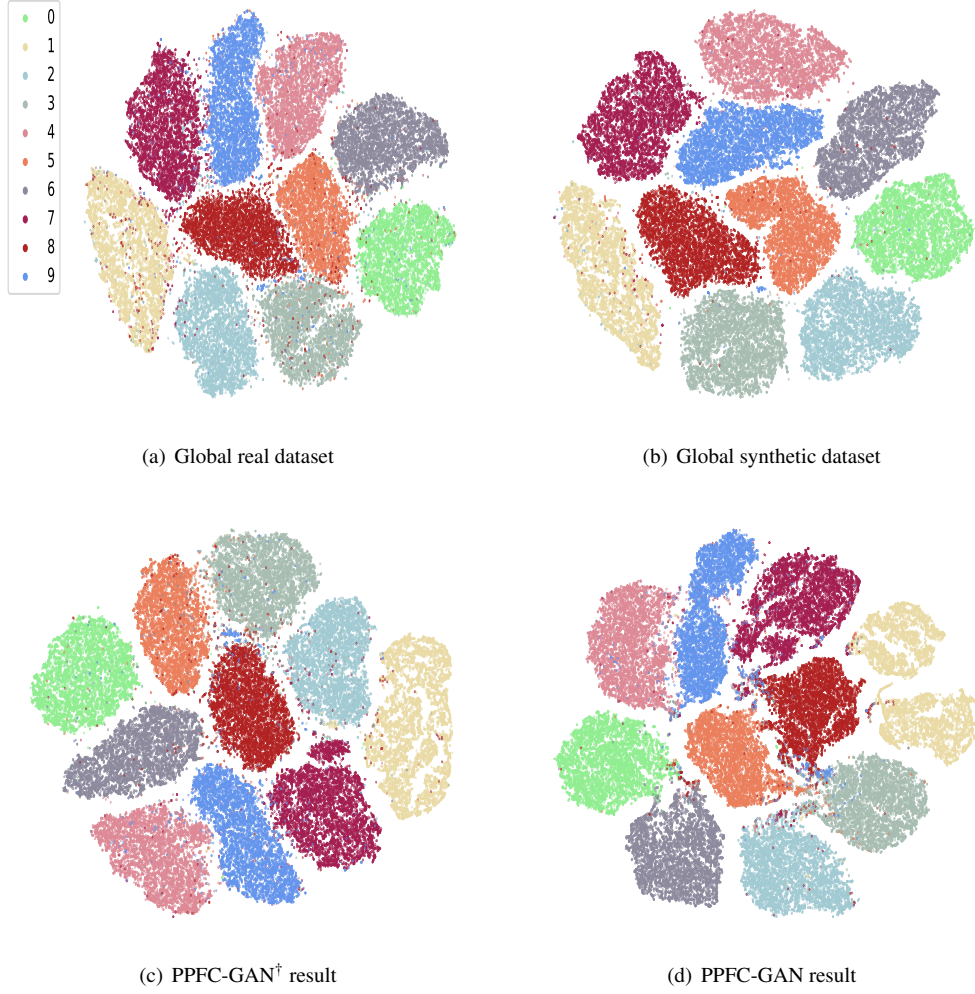 0
1
2
3
4
5
6
7
8
9
(a) Global real dataset
(b) Global synthetic dataset
(c) PPFC-GAN† result
(d) PPFC-GAN result